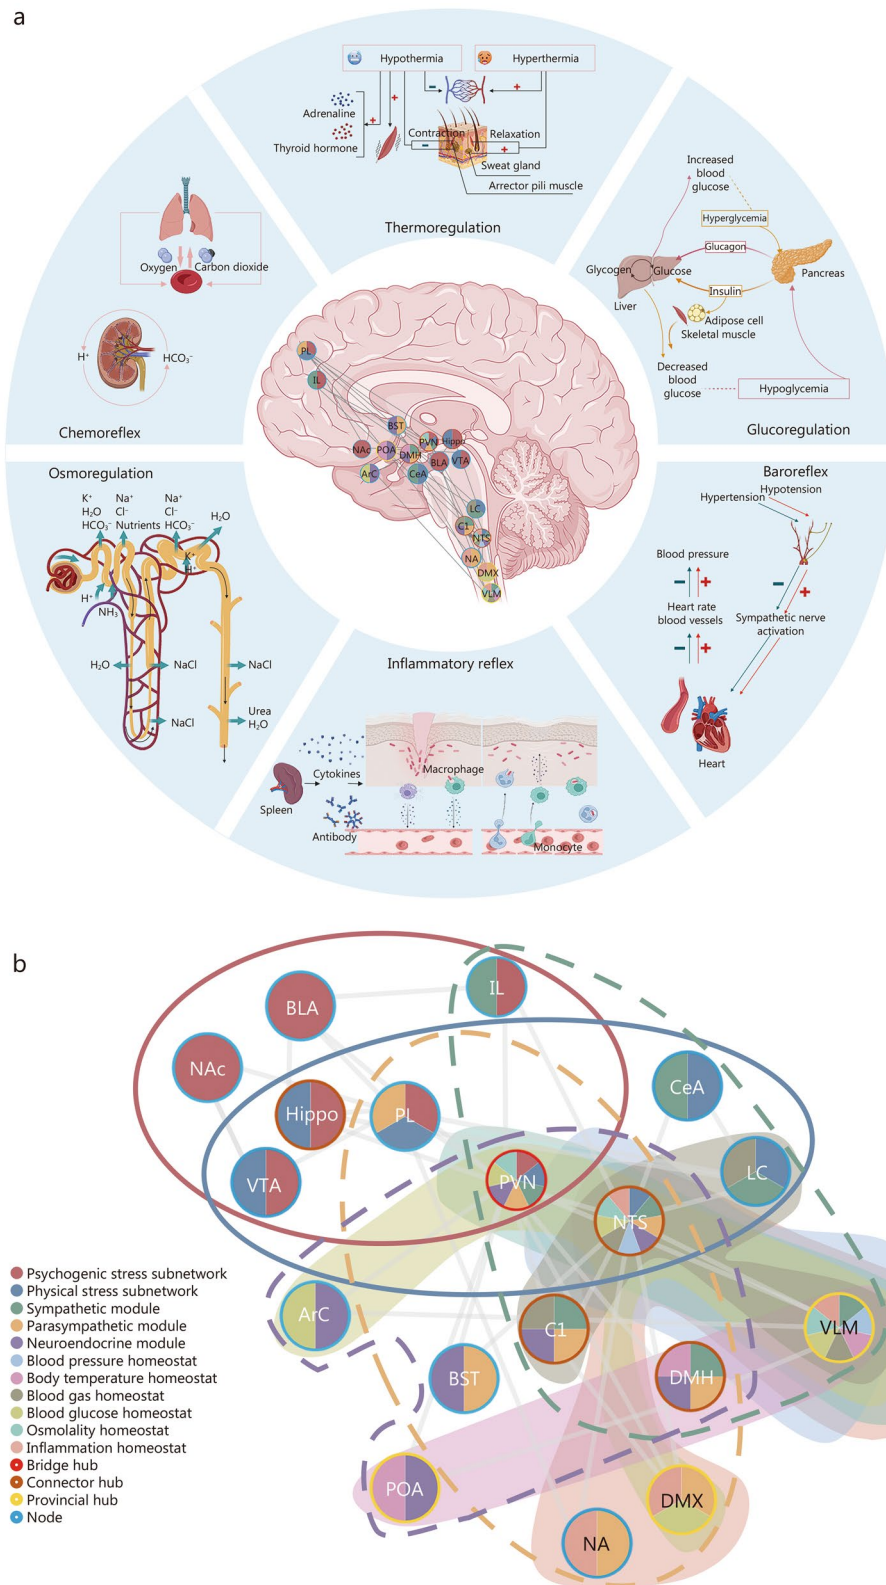 a
Hypothermia
Hyperthermia
Adrenaline
Thyroid hormone
Contraction
Relaxation
Sweat gland
Arrector pili muscle
Thermoregulation
Increased
blood
glucose
Hyperglycemia
Glucagon
Glycogen
Glucose
Pancreas
Insulin
Liver
Adipose cell
Skeletal muscle
Decreased
blood
glucose
Hypoglycemia
Glucoregulation
Oxygen
Carbon dioxide
H⁺
HCO₃⁻
Chemoreflex
PL
IL
BST
NAc
POA
PVN
Hippo
DMH
BLA
VTA
ArC
CeA
LC
C1
NTS
NA
DMX
VLM
Osmoregulation
K⁺
H₂O
HCO₃⁻
Na⁺
Cl⁻
Nutrients
Na⁺
Cl⁻
HCO₃⁻
H₂O
K⁺
H⁺
H⁺
NH₃
H₂O
NaCl
NaCl
NaCl
Urea
H₂O
Baroreflex
Hypotension
Hypertension
Blood pressure
Heart rate
blood vessels
Sympathetic nerve
activation
Heart
Inflammatory reflex
Cytokines
Macrophage
Spleen
Antibody
Monocyte
b
IL
BLA
NAc
CeA
Hippo
PL
VTA
PVN
LC
NTS
ArC
C1
VLM
BST
DMH
POA
DMX
NA
Psychogenic stress subnetwork
Physical stress subnetwork
Sympathetic module
Parasympathetic module
Neuroendocrine module
Blood pressure homeostat
Body temperature homeostat
Blood gas homeostat
Blood glucose homeostat
Osmolality homeostat
Inflammation homeostat
Bridge hub
Connector hub
Provincial hub
Node